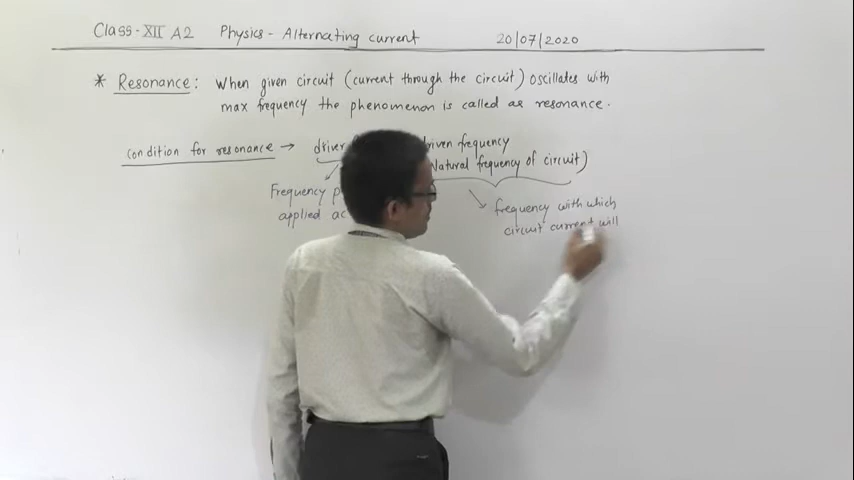 Class-XII A2 Physics - Alternating current 20/07/2020
* Resonance: When given circuit (current through the circuit) oscillates with
max frequency the phenomenon is called as resonance.
condition for resonance → driver driven frequency
Natural frequency of circuit)
Frequency
applied ac
frequency with which
circuit current will